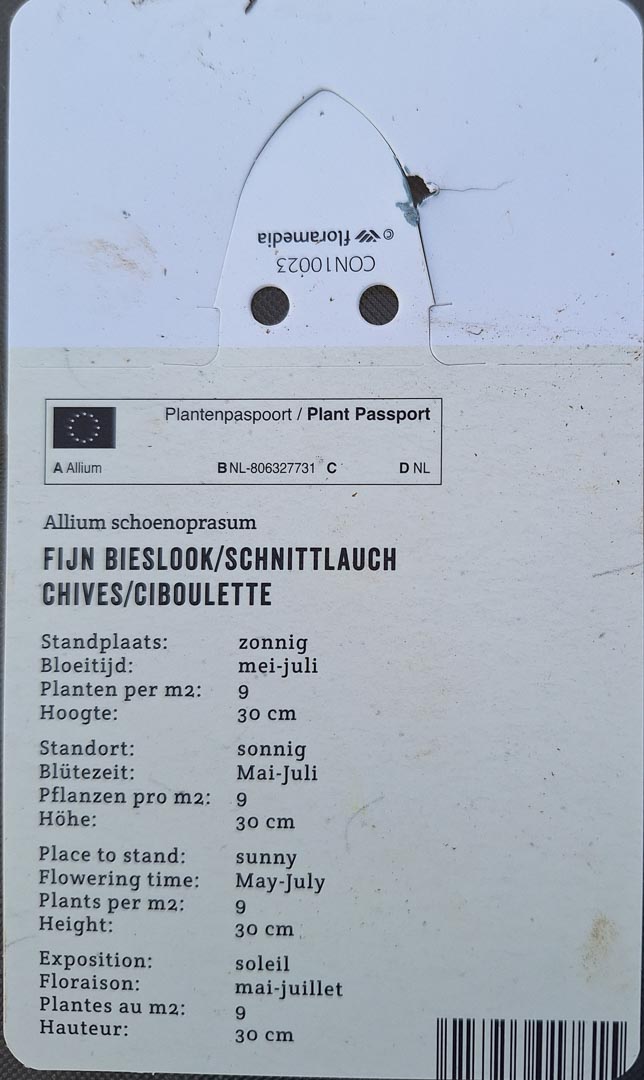 © floramedia
CON10023
Plantenpaspoort / Plant Passport
A Allium B NL-806327731 C D NL
Allium schoenoprasum
FIJN BIESLOOK/SCHNITTLAUCH
CHIVES/CIBOULETTE
Standplaats: zonnig
Bloeitijd: mei-juli
Planten per m2: 9
Hoogte: 30 cm
Standort: sonnig
Blütezeit: Mai-Juli
Pflanzen pro m2: 9
Höhe: 30 cm
Place to stand: sunny
Flowering time: May-July
Plants per m2: 9
Height: 30 cm
Exposition: soleil
Floraison: mai-juillet
Plantes au m2: 9
Hauteur: 30 cm